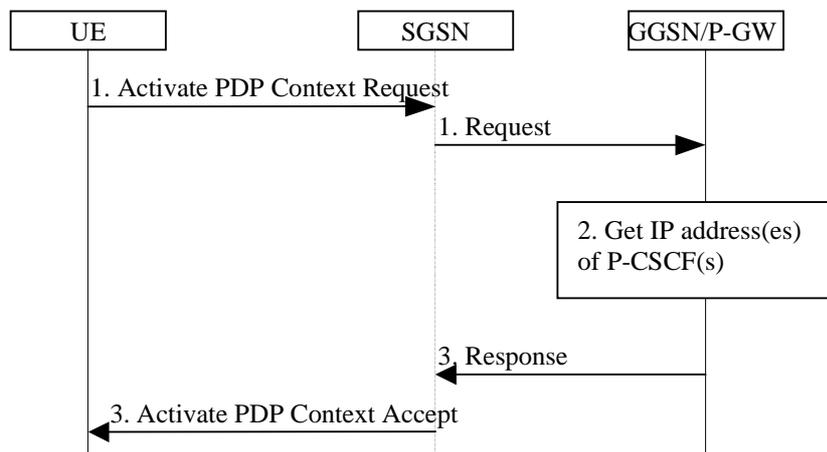 UE
SGSN
GGSN/P-GW
1. Activate PDP Context Request
1. Request
2. Get IP address(es)
of P-CSCF(s)
3. Response
3. Activate PDP Context Accept